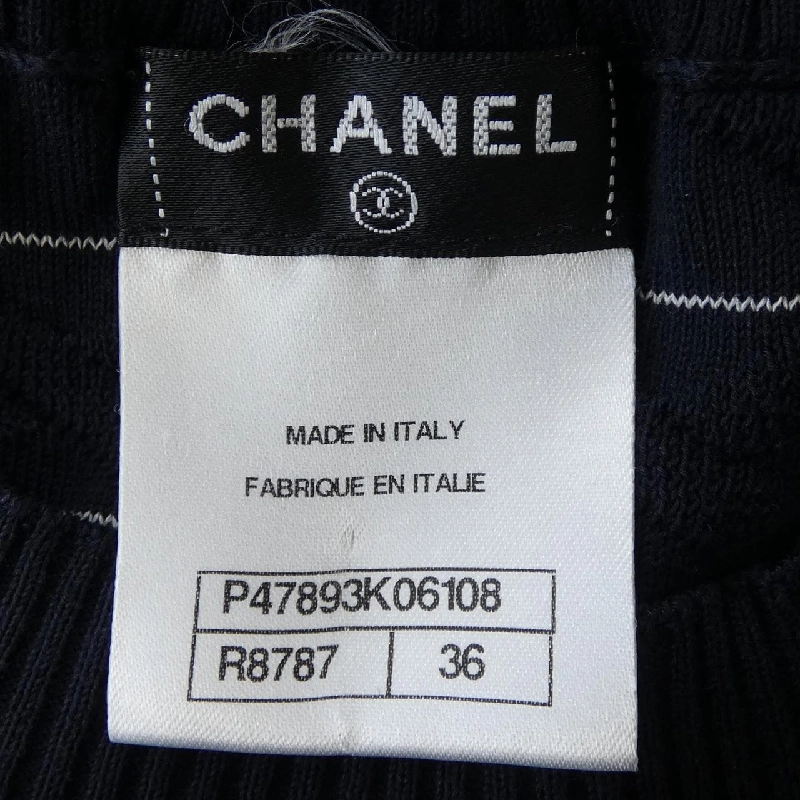 CHANEL
MADE IN ITALY
FABRIQUE EN ITALIE
P47893K06108
R8787 36